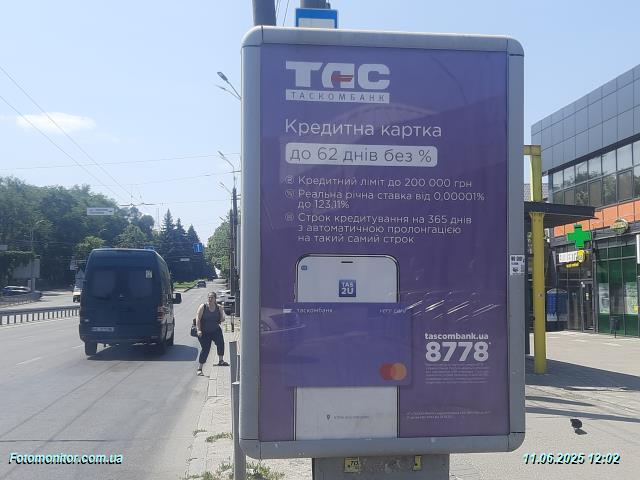 ТАС
ТАСКОМБАНК
Кредитна картка
до 62 днів без %
Кредитний ліміт до 200 000 грн
Реальна річна ставка від 0,00001%
до 123,11%
Строк кредитування на 365 днів
з автоматичною пролонгацією
на такий самий строк
TAS
2U
таскомбанк
tascombank.ua
8778
Fotomonitor.com.ua
11.06.2025 12:02